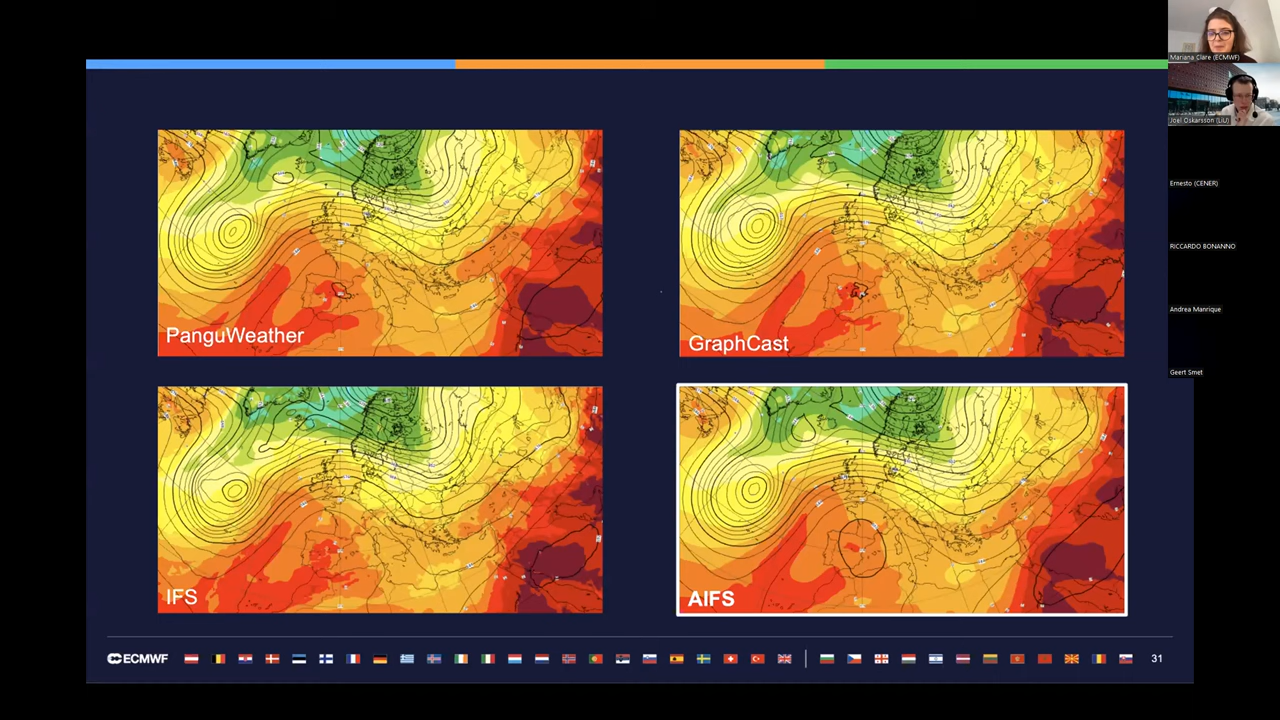 PanguWeather
GraphCast
IFS
AIFS
ECMWF
31
Mariana Clare (ECMWF)
Joel Oskarsson (LiU)
Ernesto (CENER)
RICCARDO BONANNO
Andrea Manrique
Geert Smet